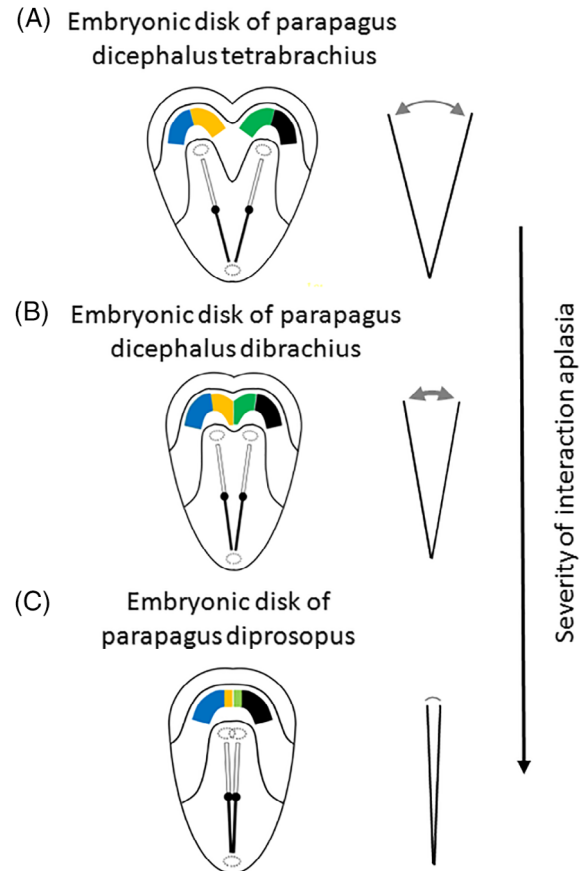 (A) Embryonic disk of parapagus
dicephalus tetrabrachius
(B) Embryonic disk of parapagus
dicephalus dibrachius
(C) Embryonic disk of
parapagus diprosopus
Severity of interaction aplasia